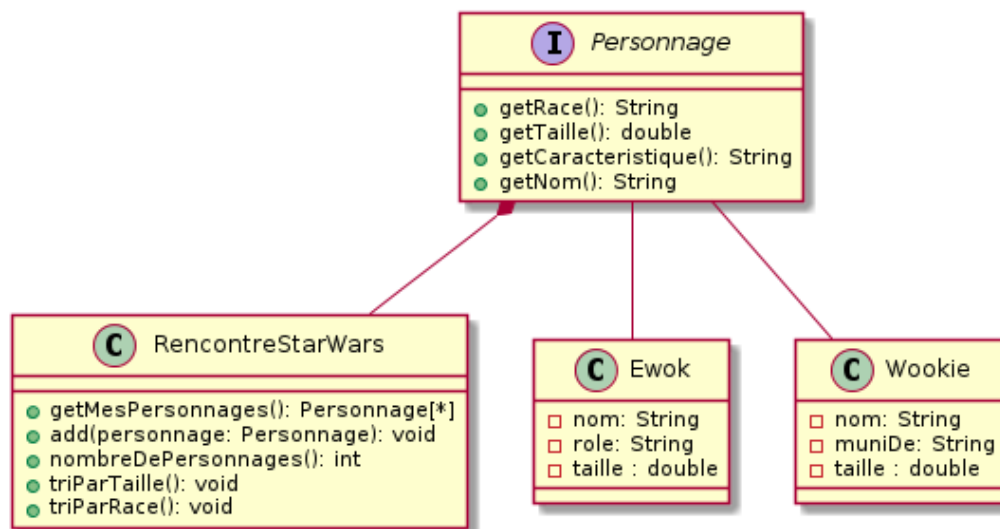 I Personnage
getRace(): String
getTaille(): double
getCaracteristique(): String
getNom(): String
C RencontreStarWars
getMesPersonnages(): Personnage[*]
add(personnage: Personnage): void
nombreDePersonnages(): int
triParTaille(): void
triParRace(): void
C Ewok
nom: String
role: String
taille : double
C Wookie
nom: String
muniDe: String
taille : double